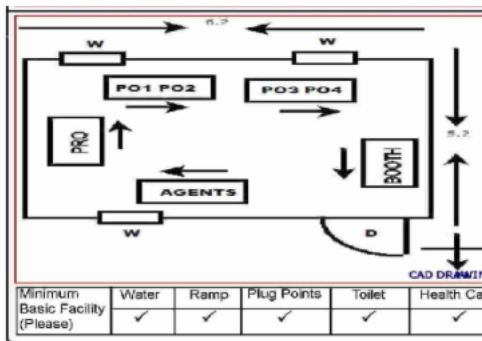 6.2
W W
PO1 PO2 PO3 PO4
PRO BOOTH 5.2
AGENTS
W D
CAD DRAWIN
Minimum Basic Facility (Please) Water Ramp Plug Points Toilet Health Ca
✓ ✓ ✓ ✓ ✓